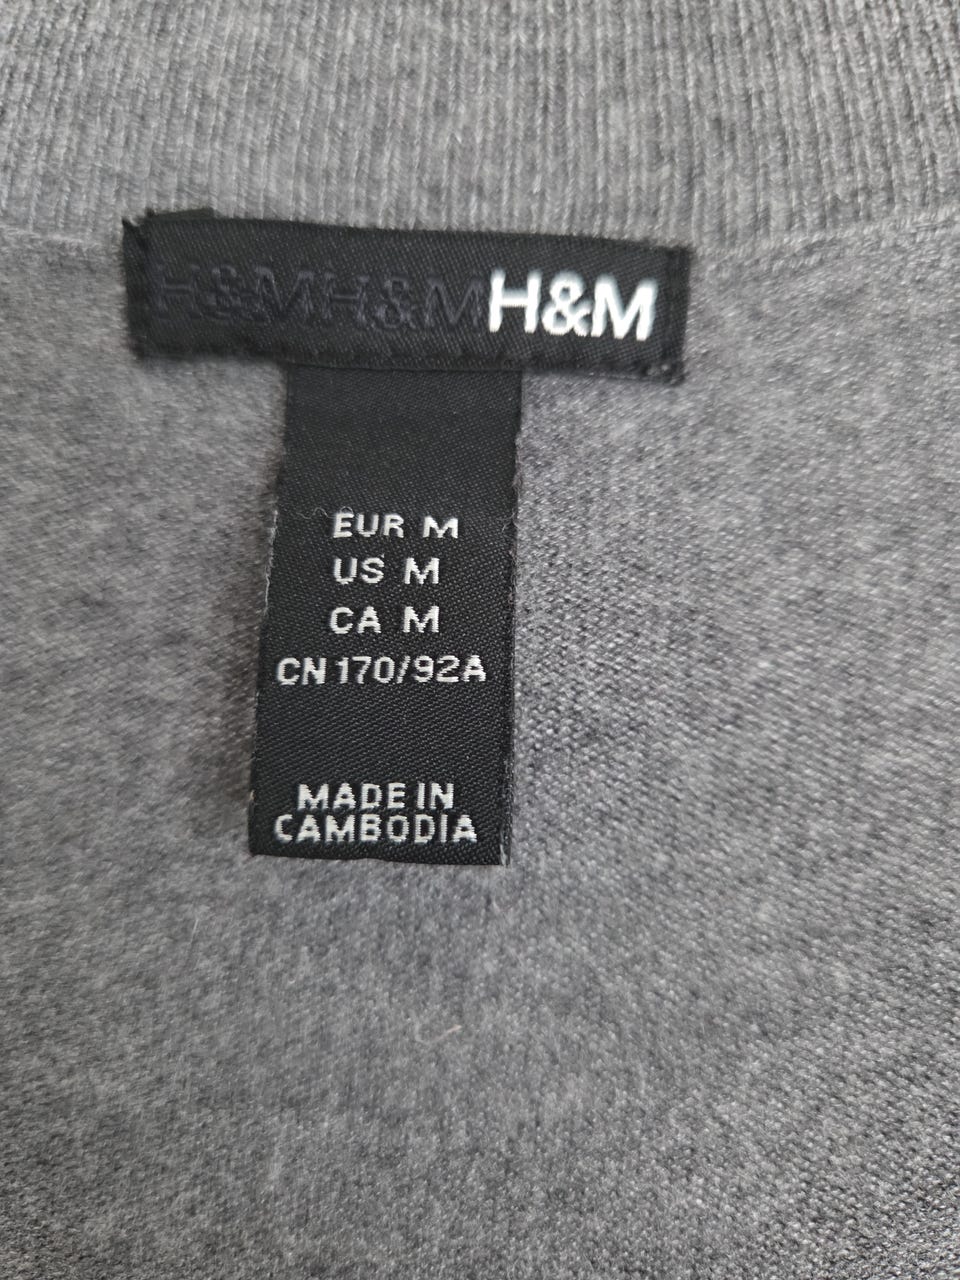 H&MH&MH&M
EUR M
US M
CA M
CN 170/92A
MADE IN
CAMBODIA